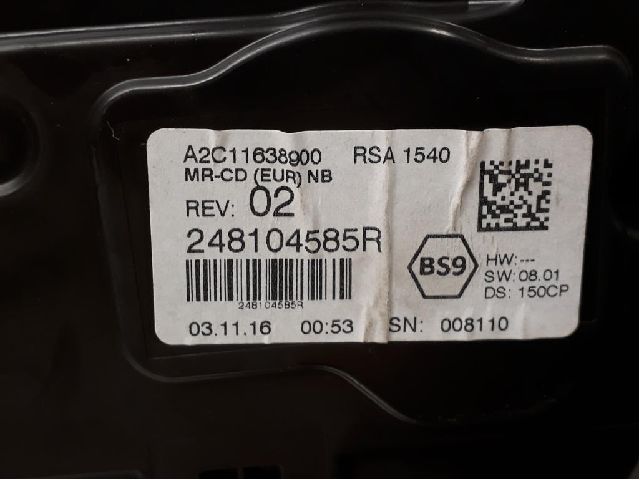 A2C11638900 RSA 1540
MR-CD (EUR) NB
REV: 02
248104585R
BS9
HW:---
SW: 08.01
DS: 150CP
248104585R
03.11.16 00:53 SN: 008110